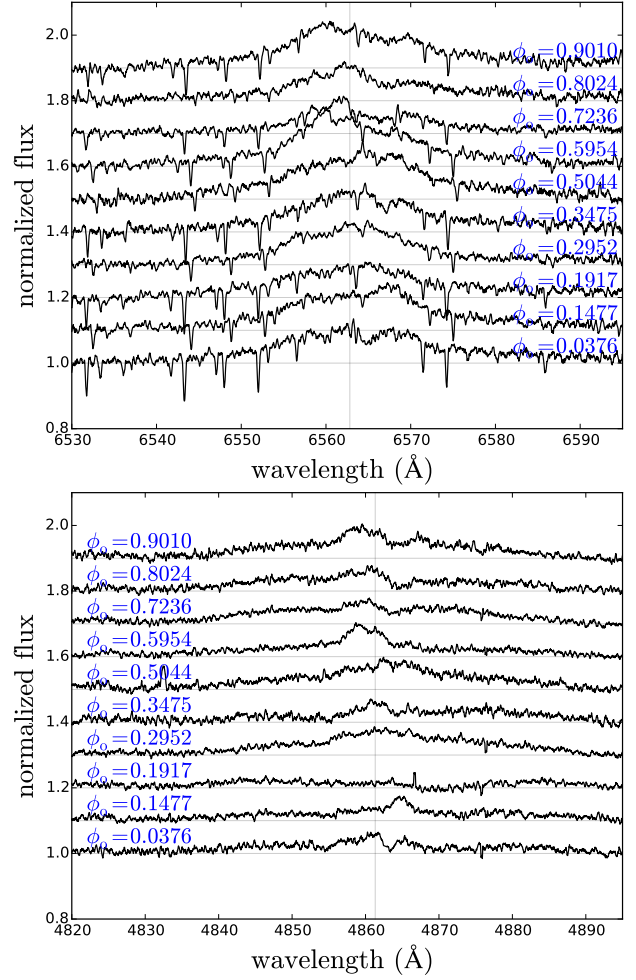 2.0
1.8
1.6
1.4
1.2
1.0
0.8
normalized flux
ϕₒ=0.9010
ϕₒ=0.8024
ϕₒ=0.7236
ϕₒ=0.5954
ϕₒ=0.5044
ϕₒ=0.3475
ϕₒ=0.2952
ϕₒ=0.1917
ϕₒ=0.1477
ϕₒ=0.0376
6530 6540 6550 6560 6570 6580 6590
wavelength (Å)
2.0
1.8
1.6
1.4
1.2
1.0
0.8
normalized flux
ϕₒ=0.9010
ϕₒ=0.8024
ϕₒ=0.7236
ϕₒ=0.5954
ϕₒ=0.5044
ϕₒ=0.3475
ϕₒ=0.2952
ϕₒ=0.1917
ϕₒ=0.1477
ϕₒ=0.0376
4820 4830 4840 4850 4860 4870 4880 4890
wavelength (Å)